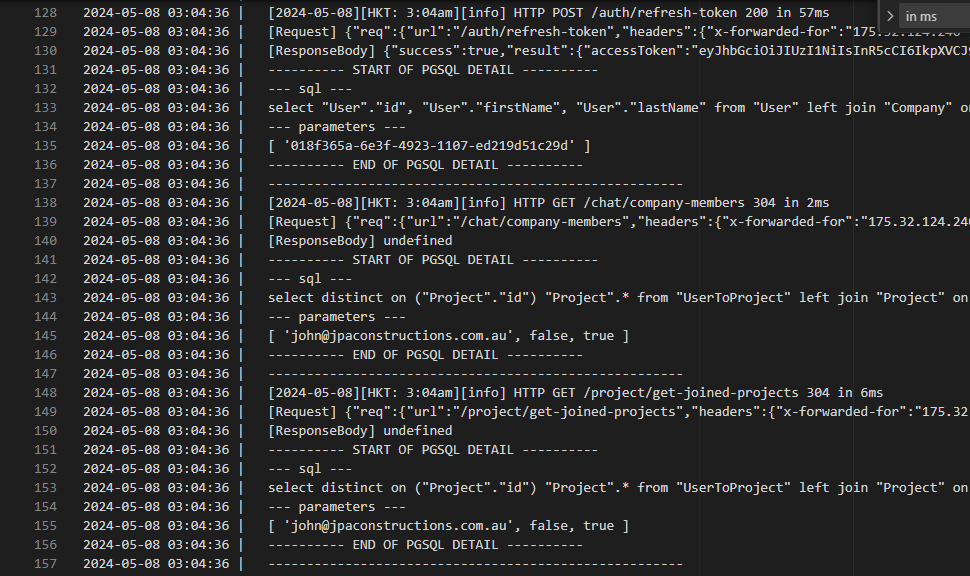 in ms
128 2024-05-08 03:04:36 | [2024-05-08][HKT: 3:04am][info] HTTP POST /auth/refresh-token 200 in 57ms
129 2024-05-08 03:04:36 | [Request] {"req":{"url":"/auth/refresh-token","headers":{"x-forwarded-for":"175.32.124.240
130 2024-05-08 03:04:36 | [ResponseBody] {"success":true,"result":{"accessToken":"eyJhbGciOiJIUzI1NiIsInR5cCI6IkpXVCJ9
131 2024-05-08 03:04:36 | ---------- START OF PGSQL DETAIL ----------
132 2024-05-08 03:04:36 | --- sql ---
133 2024-05-08 03:04:36 | select "User"."id", "User"."firstName", "User"."lastName" from "User" left join "Company" on
134 2024-05-08 03:04:36 | --- parameters ---
135 2024-05-08 03:04:36 | [ '018f365a-6e3f-4923-1107-ed219d51c29d' ]
136 2024-05-08 03:04:36 | ---------- END OF PGSQL DETAIL ----------
137 2024-05-08 03:04:36 | ------------------------------------------------------
138 2024-05-08 03:04:36 | [2024-05-08][HKT: 3:04am][info] HTTP GET /chat/company-members 304 in 2ms
139 2024-05-08 03:04:36 | [Request] {"req":{"url":"/chat/company-members","headers":{"x-forwarded-for":"175.32.124.240
140 2024-05-08 03:04:36 | [ResponseBody] undefined
141 2024-05-08 03:04:36 | ---------- START OF PGSQL DETAIL ----------
142 2024-05-08 03:04:36 | --- sql ---
143 2024-05-08 03:04:36 | select distinct on ("Project"."id") "Project".* from "UserToProject" left join "Project" on
144 2024-05-08 03:04:36 | --- parameters ---
145 2024-05-08 03:04:36 | [ 'john@jpaconstructions.com.au', false, true ]
146 2024-05-08 03:04:36 | ---------- END OF PGSQL DETAIL ----------
147 2024-05-08 03:04:36 | ------------------------------------------------------
148 2024-05-08 03:04:36 | [2024-05-08][HKT: 3:04am][info] HTTP GET /project/get-joined-projects 304 in 6ms
149 2024-05-08 03:04:36 | [Request] {"req":{"url":"/project/get-joined-projects","headers":{"x-forwarded-for":"175.32
150 2024-05-08 03:04:36 | [ResponseBody] undefined
151 2024-05-08 03:04:36 | ---------- START OF PGSQL DETAIL ----------
152 2024-05-08 03:04:36 | --- sql ---
153 2024-05-08 03:04:36 | select distinct on ("Project"."id") "Project".* from "UserToProject" left join "Project" on
154 2024-05-08 03:04:36 | --- parameters ---
155 2024-05-08 03:04:36 | [ 'john@jpaconstructions.com.au', false, true ]
156 2024-05-08 03:04:36 | ---------- END OF PGSQL DETAIL ----------
157 2024-05-08 03:04:36 | ------------------------------------------------------